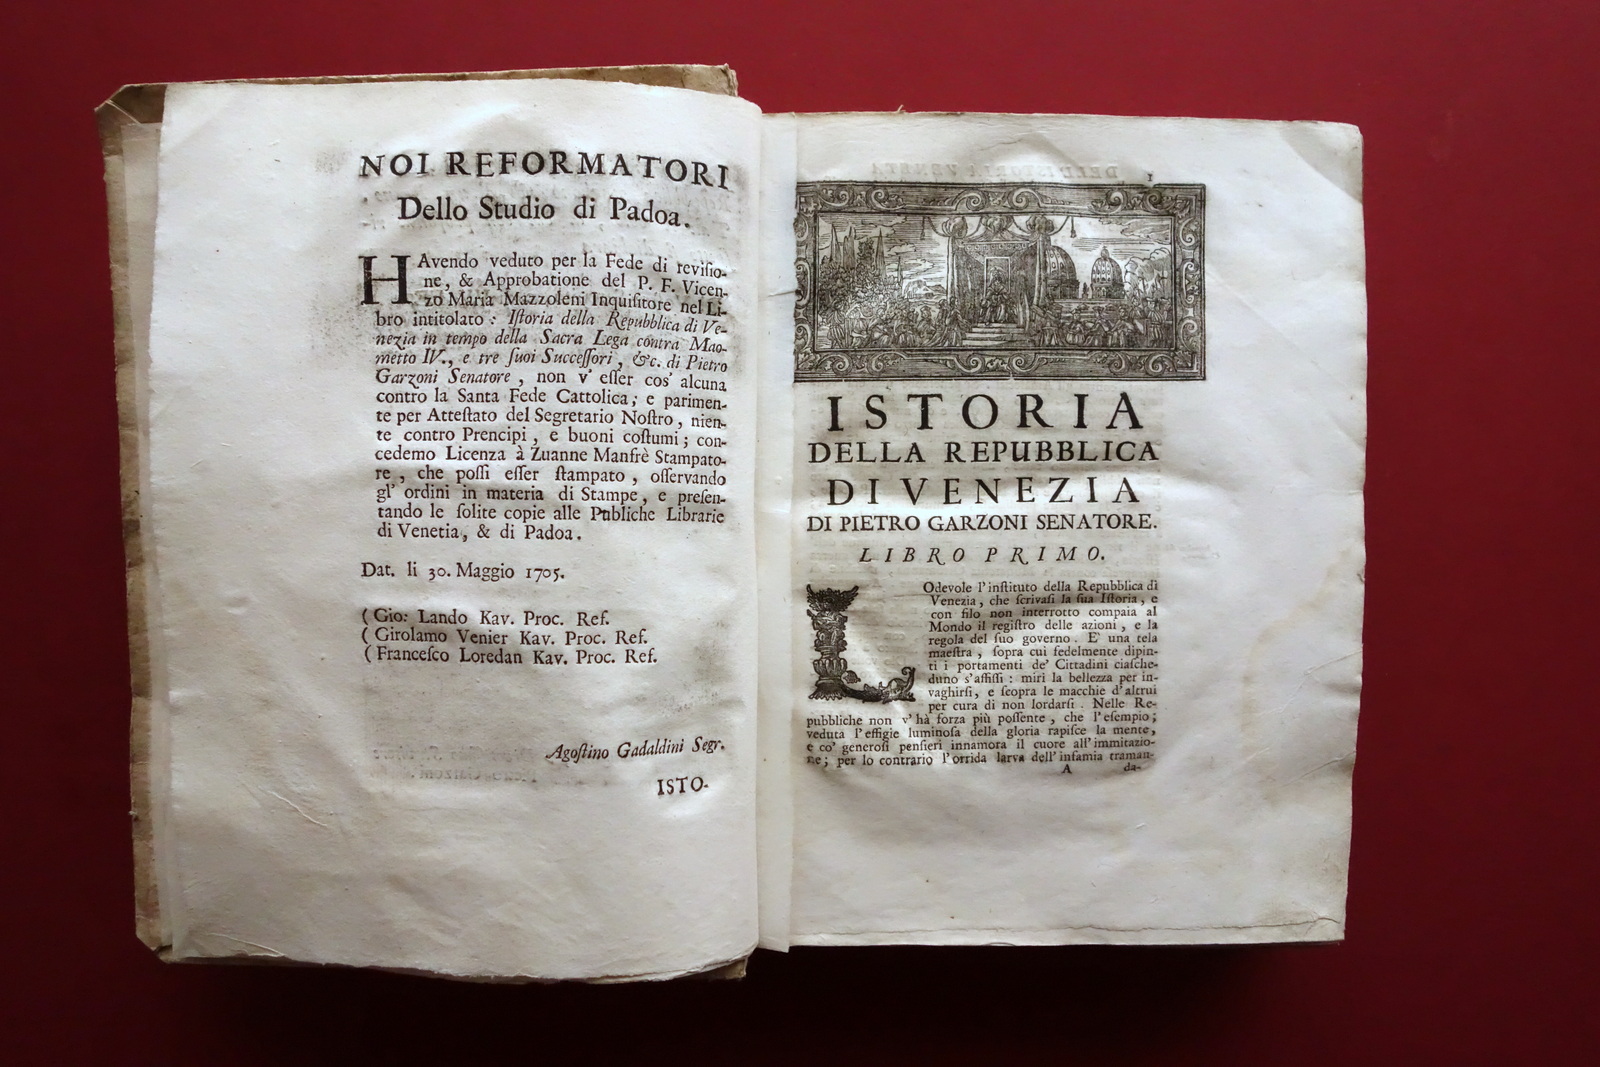 NOI REFORMATORI
Dello Studio di Padoa.
HAvendo veduto per la Fede di revisio-
ne, & Approbatione del P. F. Vicen-
zo Maria Mazzoleni Inquisitore nel Li-
bro intitolato : Istoria della Repubblica di Ve-
nezia in tempo della Sacra Lega contra Mao-
metto IV., e tre suoi Successori, &c. di Pietro
Garzoni Senatore, non v'esser cos' alcuna
contro la Santa Fede Cattolica; e parimen-
te per Attestato del Segretario Nostro, nien-
te contro Prencipi, e buoni costumi; con-
cedemo Licenza à Zuanne Manfrè Stampato-
re, che possi esser stampato, osservando
gl' ordini in materia di Stampe, e presen-
tando le solite copie alle Publiche Librarie
di Venetia, & di Padoa.
Dat. li 30. Maggio 1705.
( Gio: Lando Kav. Proc. Ref.
( Girolamo Venier Kav. Proc. Ref.
( Francesco Loredan Kav. Proc. Ref.
Agostino Gadaldini Segr.
ISTO-
1
ISTORIA
DELLA REPUBBLICA
DI VENEZIA
DI PIETRO GARZONI SENATORE.
LIBRO PRIMO.
LOdevole l'instituto della Repubblica di
Venezia, che scrivasi la sua Istoria, e
con filo non interrotto compaia al
Mondo il registro delle azioni, e la
regola del suo governo. E' una tela
maestra, sopra cui fedelmente dipin-
ti i portamenti de' Cittadini ciasche-
duno s'affissi : miri la bellezza per in-
vaghirsi, e scopra le macchie d'alcrui
per cura di non lordarsi. Nelle Re-
pubbliche non v'hà forza più possente, che l'esempio;
veduta l'effigie luminosa della gloria rapisce la mente,
e co' generosi pensieri innamora il cuore all'immitazio-
ne; per lo contrario l'orrida larva dell'infamia traman-
A da-